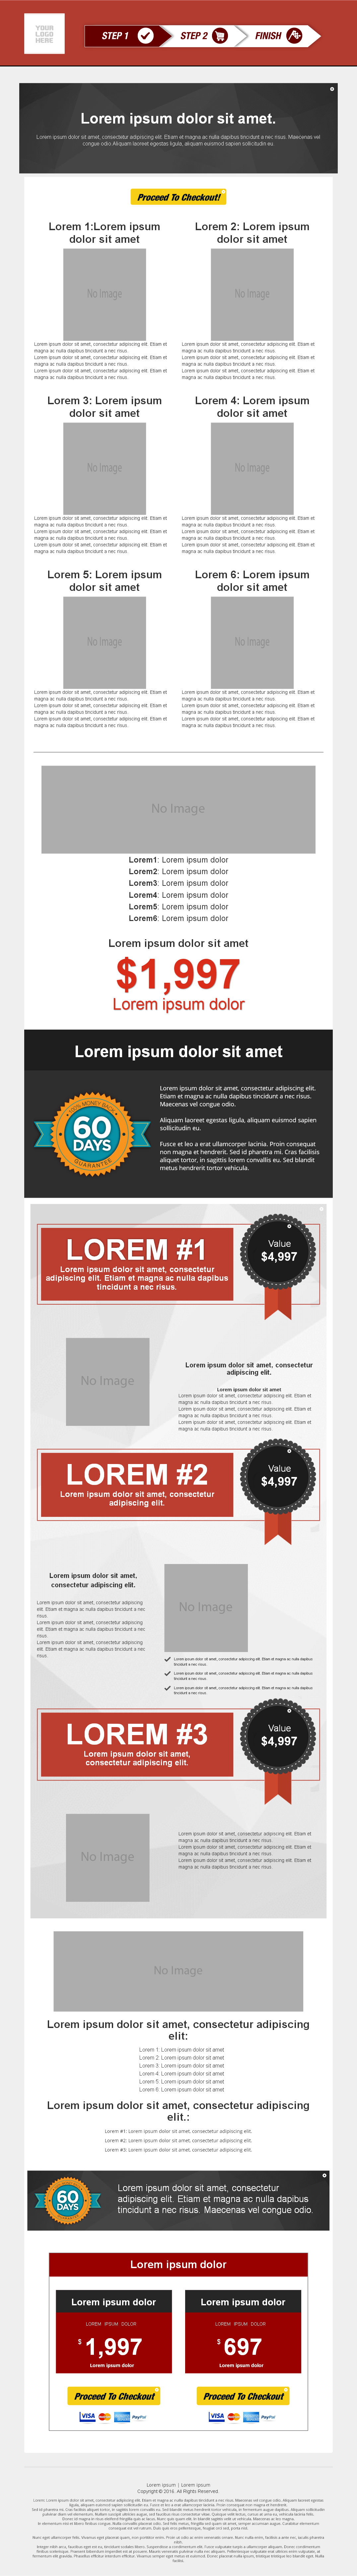 YOUR
LOGO
HERE
STEP 1
STEP 2
FINISH
Lorem ipsum dolor sit amet.
Lorem ipsum dolor sit amet, consectetur adipiscing elit. Etiam et magna ac nulla dapibus tincidunt a nec risus. Maecenas vel
congue odio Aliquam laoreet egestas ligula, aliquam euismod sapien sollicitudin eu.
Proceed To Checkout!
Lorem 1:Lorem ipsum
dolor sit amet
No Image
Lorem ipsum dolor sit amet, consectetur adipiscing elit. Etiam et
magna ac nulla dapibus tincidunt a nec risus.
Lorem ipsum dolor sit amet, consectetur adipiscing elit. Etiam et
magna ac nulla dapibus tincidunt a nec risus.
Lorem ipsum dolor sit amet, consectetur adipiscing elit. Etiam et
magna ac nulla dapibus tincidunt a nec risus.
Lorem 2: Lorem ipsum
dolor sit amet
No Image
Lorem ipsum dolor sit amet, consectetur adipiscing elit. Etiam et
magna ac nulla dapibus tincidunt a nec risus.
Lorem ipsum dolor sit amet, consectetur adipiscing elit. Etiam et
magna ac nulla dapibus tincidunt a nec risus.
Lorem ipsum dolor sit amet, consectetur adipiscing elit. Etiam et
magna ac nulla dapibus tincidunt a nec risus.
Lorem 3: Lorem ipsum
dolor sit amet
No Image
Lorem ipsum dolor sit amet, consectetur adipiscing elit. Etiam et
magna ac nulla dapibus tincidunt a nec risus.
Lorem ipsum dolor sit amet, consectetur adipiscing elit. Etiam et
magna ac nulla dapibus tincidunt a nec risus.
Lorem ipsum dolor sit amet, consectetur adipiscing elit. Etiam et
magna ac nulla dapibus tincidunt a nec risus.
Lorem 4: Lorem ipsum
dolor sit amet
No Image
Lorem ipsum dolor sit amet, consectetur adipiscing elit. Etiam et
magna ac nulla dapibus tincidunt a nec risus.
Lorem ipsum dolor sit amet, consectetur adipiscing elit. Etiam et
magna ac nulla dapibus tincidunt a nec risus.
Lorem ipsum dolor sit amet, consectetur adipiscing elit. Etiam et
magna ac nulla dapibus tincidunt a nec risus.
Lorem 5: Lorem ipsum
dolor sit amet
No Image
Lorem ipsum dolor sit amet, consectetur adipiscing elit. Etiam et
magna ac nulla dapibus tincidunt a nec risus.
Lorem ipsum dolor sit amet, consectetur adipiscing elit. Etiam et
magna ac nulla dapibus tincidunt a nec risus.
Lorem ipsum dolor sit amet, consectetur adipiscing elit. Etiam et
magna ac nulla dapibus tincidunt a nec risus.
Lorem 6: Lorem ipsum
dolor sit amet
No Image
Lorem ipsum dolor sit amet, consectetur adipiscing elit. Etiam et
magna ac nulla dapibus tincidunt a nec risus.
Lorem ipsum dolor sit amet, consectetur adipiscing elit. Etiam et
magna ac nulla dapibus tincidunt a nec risus.
Lorem ipsum dolor sit amet, consectetur adipiscing elit. Etiam et
magna ac nulla dapibus tincidunt a nec risus.
No Image
Lorem1: Lorem ipsum dolor
Lorem2: Lorem ipsum dolor
Lorem3: Lorem ipsum dolor
Lorem4: Lorem ipsum dolor
Lorem5: Lorem ipsum dolor
Lorem6: Lorem ipsum dolor
Lorem ipsum dolor sit amet
$1,997
Lorem ipsum dolor
Lorem ipsum dolor sit amet
100% MONEY BACK
60
DAYS
GUARANTEE
Lorem ipsum dolor sit amet, consectetur adipiscing elit.
Etiam et magna ac nulla dapibus tincidunt a nec risus.
Maecenas vel congue odio.
Aliquam laoreet egestas ligula, aliquam euismod sapien
sollicitudin eu.
Fusce et leo a erat ullamcorper lacinia. Proin consequat
non magna et hendrerit. Sed id pharetra mi. Cras facilisis
aliquet tortor, in sagittis lorem convallis eu. Sed blandit
metus hendrerit tortor vehicula.
LOREM #1
Lorem ipsum dolor sit amet, consectetur
adipiscing elit. Etiam et magna ac nulla dapibus
tincidunt a nec risus.
Value
$4,997
No Image
Lorem ipsum dolor sit amet, consectetur
adipiscing elit.
Lorem ipsum dolor sit amet
Lorem ipsum dolor sit amet, consectetur adipiscing elit. Etiam et
magna ac nulla dapibus tincidunt a nec risus.
Lorem ipsum dolor sit amet, consectetur adipiscing elit. Etiam et
magna ac nulla dapibus tincidunt a nec risus.
Lorem ipsum dolor sit amet, consectetur adipiscing elit. Etiam et
magna ac nulla dapibus tincidunt a nec risus.
LOREM #2
Lorem ipsum dolor sit amet, consectetur
adipiscing elit.
Value
$4,997
Lorem ipsum dolor sit amet,
consectetur adipiscing elit.
Lorem ipsum dolor sit amet, consectetur adipiscing
elit. Etiam et magna ac nulla dapibus tincidunt a nec
risus.
Lorem ipsum dolor sit amet, consectetur adipiscing
elit. Etiam et magna ac nulla dapibus tincidunt a nec
risus.
Lorem ipsum dolor sit amet, consectetur adipiscing
elit. Etiam et magna ac nulla dapibus tincidunt a nec
risus.
No Image
Lorem ipsum dolor sit amet, consectetur adipiscing elit. Etiam et magna ac nulla dapibus
tincidunt a nec risus.
Lorem ipsum dolor sit amet, consectetur adipiscing elit. Etiam et magna ac nulla dapibus
tincidunt a nec risus.
Lorem ipsum dolor sit amet, consectetur adipiscing elit. Etiam et magna ac nulla dapibus
tincidunt a nec risus.
LOREM #3
Lorem ipsum dolor sit amet,
consectetur adipiscing elit.
Value
$4,997
No Image
Lorem ipsum dolor sit amet, consectetur adipiscing elit. Etiam et
magna ac nulla dapibus tincidunt a nec risus.
Lorem ipsum dolor sit amet, consectetur adipiscing elit. Etiam et
magna ac nulla dapibus tincidunt a nec risus.
Lorem ipsum dolor sit amet, consectetur adipiscing elit. Etiam et
magna ac nulla dapibus tincidunt a nec risus.
No Image
Lorem ipsum dolor sit amet, consectetur adipiscing
elit:
Lorem 1: Lorem ipsum dolor sit amet
Lorem 2: Lorem ipsum dolor sit amet
Lorem 3: Lorem ipsum dolor sit amet
Lorem 4: Lorem ipsum dolor sit amet
Lorem 5: Lorem ipsum dolor sit amet
Lorem 6: Lorem ipsum dolor sit amet
Lorem ipsum dolor sit amet, consectetur adipiscing
elit.:
Lorem #1: Lorem ipsum dolor sit amet, consectetur adipiscing elit.
Lorem #2: Lorem ipsum dolor sit amet, consectetur adipiscing elit.
Lorem #3: Lorem ipsum dolor sit amet, consectetur adipiscing elit.
60
DAYS
Lorem ipsum dolor sit amet, consectetur
adipiscing elit. Etiam et magna ac nulla dapibus
tincidunt a nec risus. Maecenas vel congue odio.
Lorem ipsum dolor
Lorem ipsum dolor
LOREM IPSUM DOLOR
$ 1,997
Lorem ipsum dolor
Proceed To Checkout
VISA
PayPal
Lorem ipsum dolor
LOREM IPSUM DOLOR
$ 697
Lorem ipsum dolor
Proceed To Checkout
VISA
PayPal
Lorem ipsum | Lorem ipsum
Copyright © 2016. All Rights Reserved.